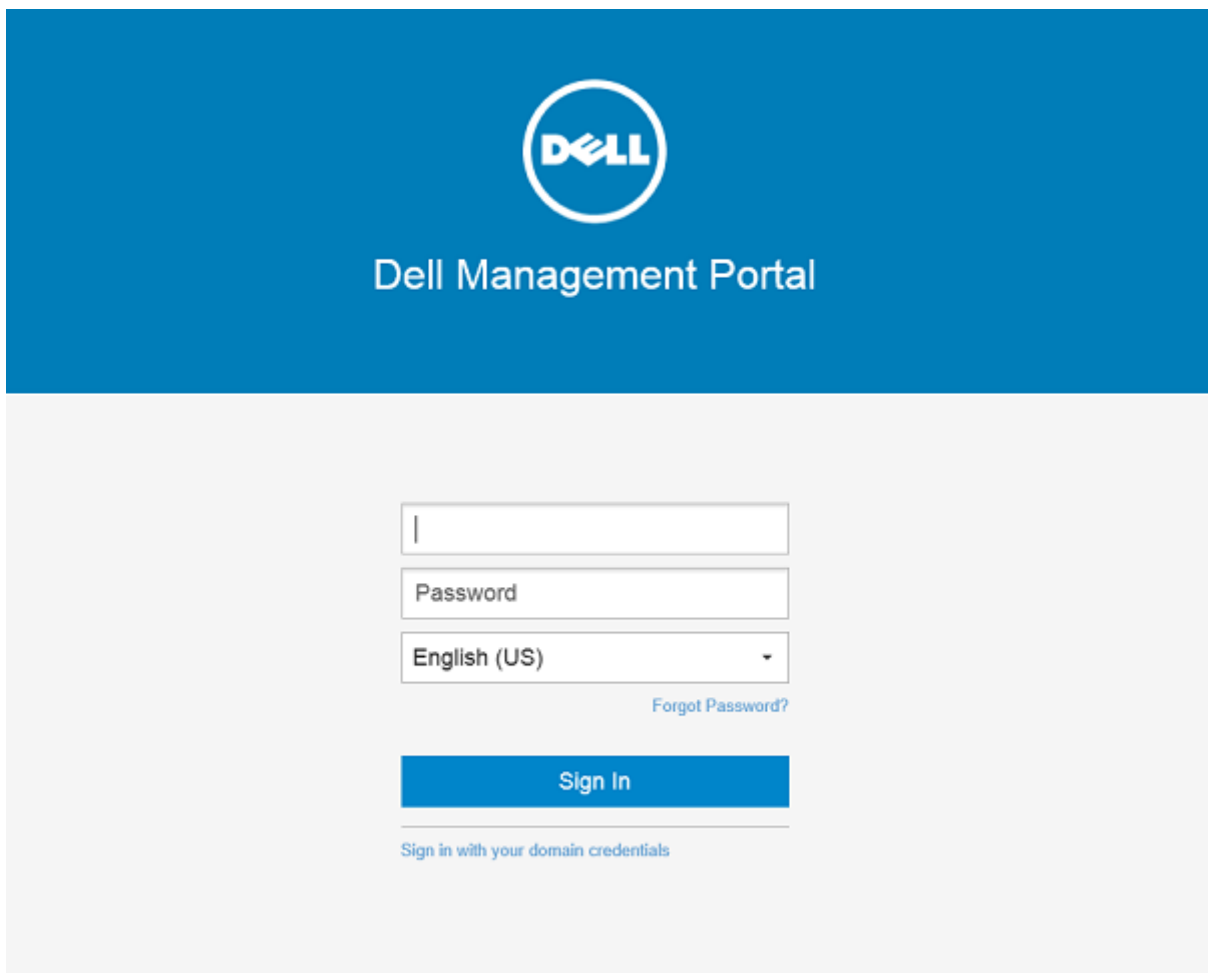 DELL
Dell Management Portal
Password
English (US)
Forgot Password?
Sign In
Sign in with your domain credentials